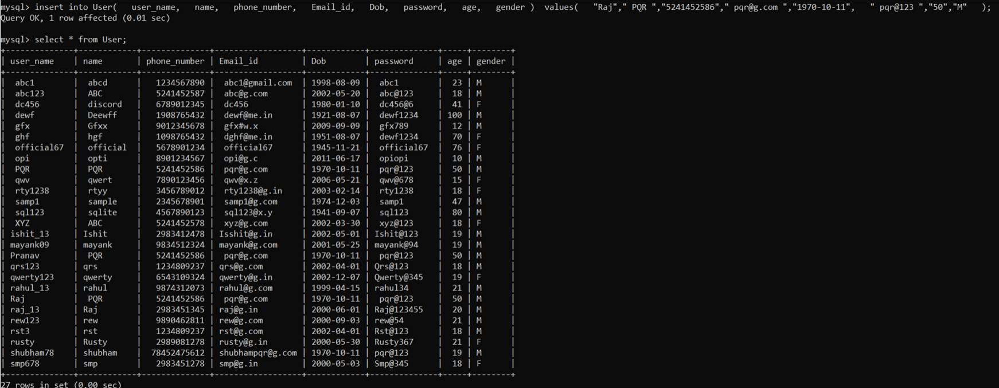 mysql> insert into User(   user_name,   name,   phone_number,   Email_id,   Dob,   password,   age,   gender )  values(   "Raj"," PQR ","5241452586"," pqr@g.com ","1970-10-11",   " pqr@123 ","50","M"   );
Query OK, 1 row affected (0.01 sec)
mysql> select * from User;
+-------------+-----------+--------------+----------------+------------+-------------+-----+--------+
| user_name   | name      | phone_number | Email_id       | Dob        | password    | age | gender |
+-------------+-----------+--------------+----------------+------------+-------------+-----+--------+
|  abc1       |  abcd     |   1234567890 |  abc1@gmail.com | 1998-08-09 |  abc1       |  23 | M      |
|  abc123     |  ABC      |   5241452587 |  abc@g.com     | 2002-05-20 |  abc@123    |  18 | M      |
|  dc456      |  discord  |   6789012345 |  dc456         | 1980-01-10 |  dc456@6    |  41 | F      |
|  dewf       |  Deewff   |   1908765432 |  dewf@me.in    | 1921-08-07 |  dewf1234   | 100 | M      |
|  gfx        |  Gfxx     |   9012345678 |  gfx#w.x       | 2009-09-09 |  gfx789     |  12 | M      |
|  ghf        |  hgf      |   1098765432 |  dghf@me.in    | 1951-08-07 |  dewf1234   |  70 | F      |
|  official67 |  official |   5678901234 |  official67    | 1945-11-21 |  official67 |  76 | F      |
|  opi        |  opti     |   8901234567 |  opi@g.c       | 2011-06-17 |  opiopi     |  10 | M      |
|  PQR        |  PQR      |   5241452586 |  pqr@g.com     | 1970-10-11 |  pqr@123    |  50 | M      |
|  qwv        |  qwert    |   7890123456 |  qwv@x.z       | 2006-05-21 |  qwv@678    |  15 | F      |
|  rty1238    |  rtyy     |   3456789012 |  rty1238@g.in  | 2003-02-14 |  rty1238    |  18 | F      |
|  samp1      |  sample   |   2345678901 |  samp1@g.com   | 1974-12-03 |  samp1      |  47 | M      |
|  sql123     |  sqlite   |   4567890123 |  sql123@x.y    | 1941-09-07 |  sql123     |  80 | M      |
|  XYZ        |  ABC      |   5241452578 |  xyz@g.com     | 2002-03-30 |  xyz@123    |  18 | F      |
| ishit_13    | Ishit     |   2983412478 | Isshit@g.in    | 2002-05-01 | Ishit@123   |  19 | M      |
| mayank09    | mayank    |   9834512324 | mayank@g.com   | 2001-05-25 | mayank@94   |  19 | M      |
| Pranav      |  PQR      |   5241452586 |  pqr@g.com     | 1970-10-11 |  pqr@123    |  50 | M      |
| qrs123      | qrs       |   1234809237 | qrs@g.com      | 2002-04-01 | Qrs@123     |  18 | M      |
| qwerty123   | qwerty    |   6543109324 | qwerty@g.in    | 2002-12-07 | Qwerty@345  |  19 | F      |
| rahul_13    | rahul     |   9874312073 | rahul@g.com    | 1999-04-15 | rahul34     |  21 | M      |
| Raj         |  PQR      |   5241452586 |  pqr@g.com     | 1970-10-11 |  pqr@123    |  50 | M      |
| raj_13      | Raj       |   2983451345 | raj@g.in       | 2000-06-01 | Raj@123455  |  20 | M      |
| rew123      | rew       |   9890462811 | rew@g.com      | 2000-09-03 | rew@54      |  21 | M      |
| rst3        | rst       |   1234809237 | rst@g.com      | 2002-04-01 | Rst@123     |  18 | M      |
| rusty       | Rusty     |   2989081278 | rusty@g.in     | 2000-05-30 | Rusty367    |  21 | F      |
| shubham78   | shubham   |  78452475612 | shubhampqr@g.com | 1970-10-11 | pqr@123     |  19 | M      |
| smp678      | smp       |   2983451278 | smp@g.in       | 2000-05-03 | Smp@345     |  18 | F      |
+-------------+-----------+--------------+----------------+------------+-------------+-----+--------+
27 rows in set (0.00 sec)